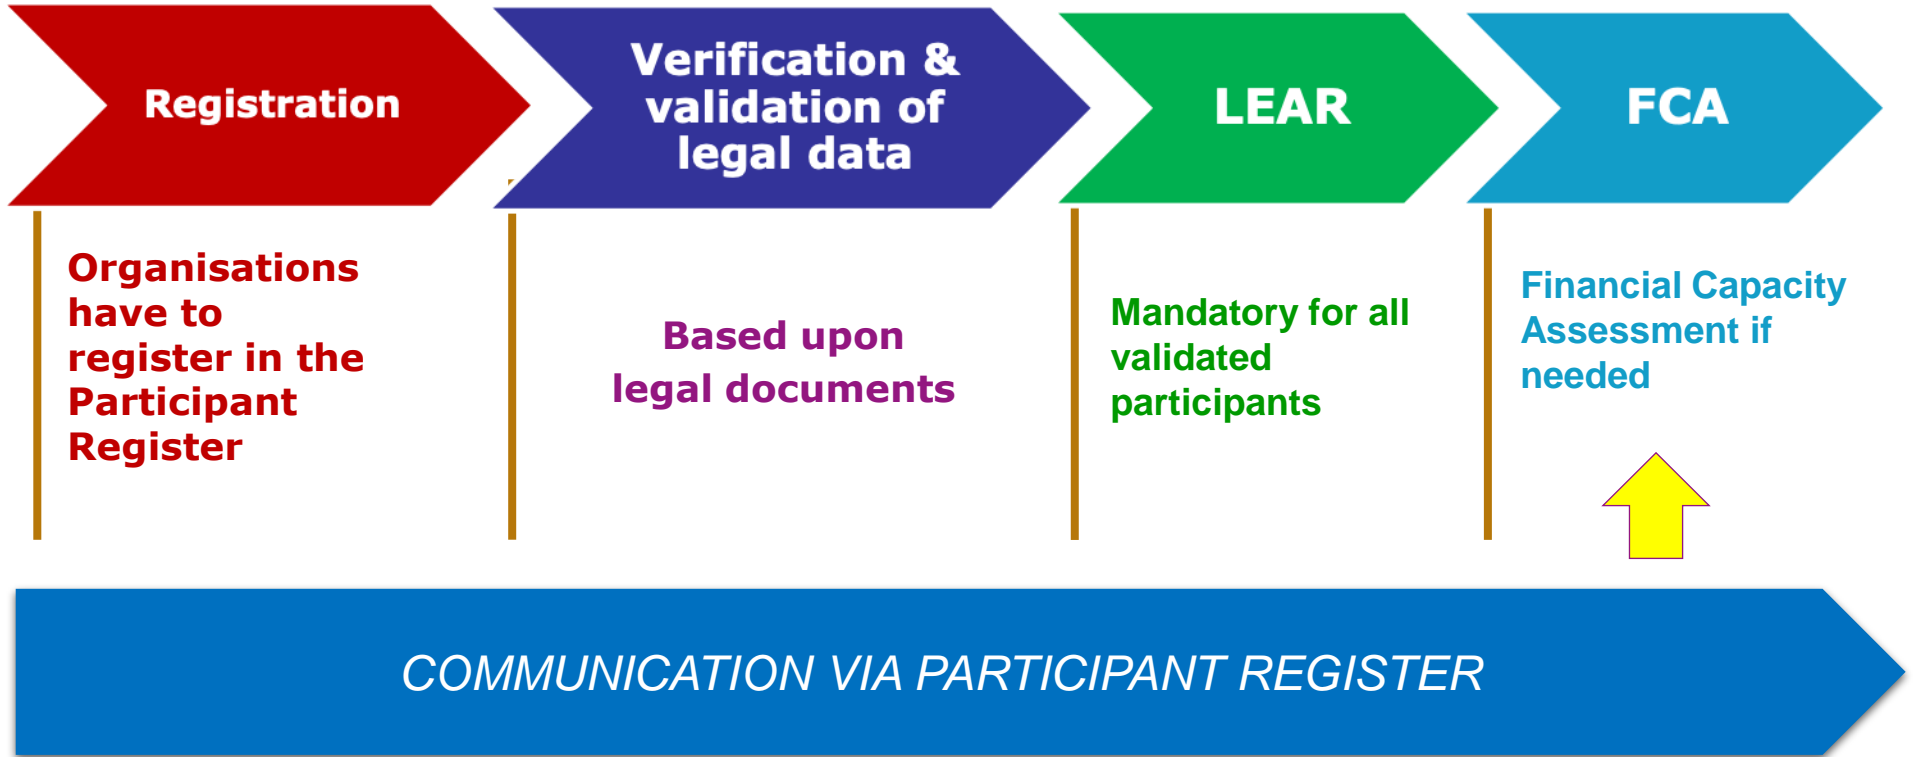 Registration
Verification &
validation of
legal data
LEAR
FCA
Organisations
have to
register in the
Participant
Register
Based upon
legal documents
Mandatory for all
validated
participants
Financial Capacity
Assessment if
needed
COMMUNICATION VIA PARTICIPANT REGISTER